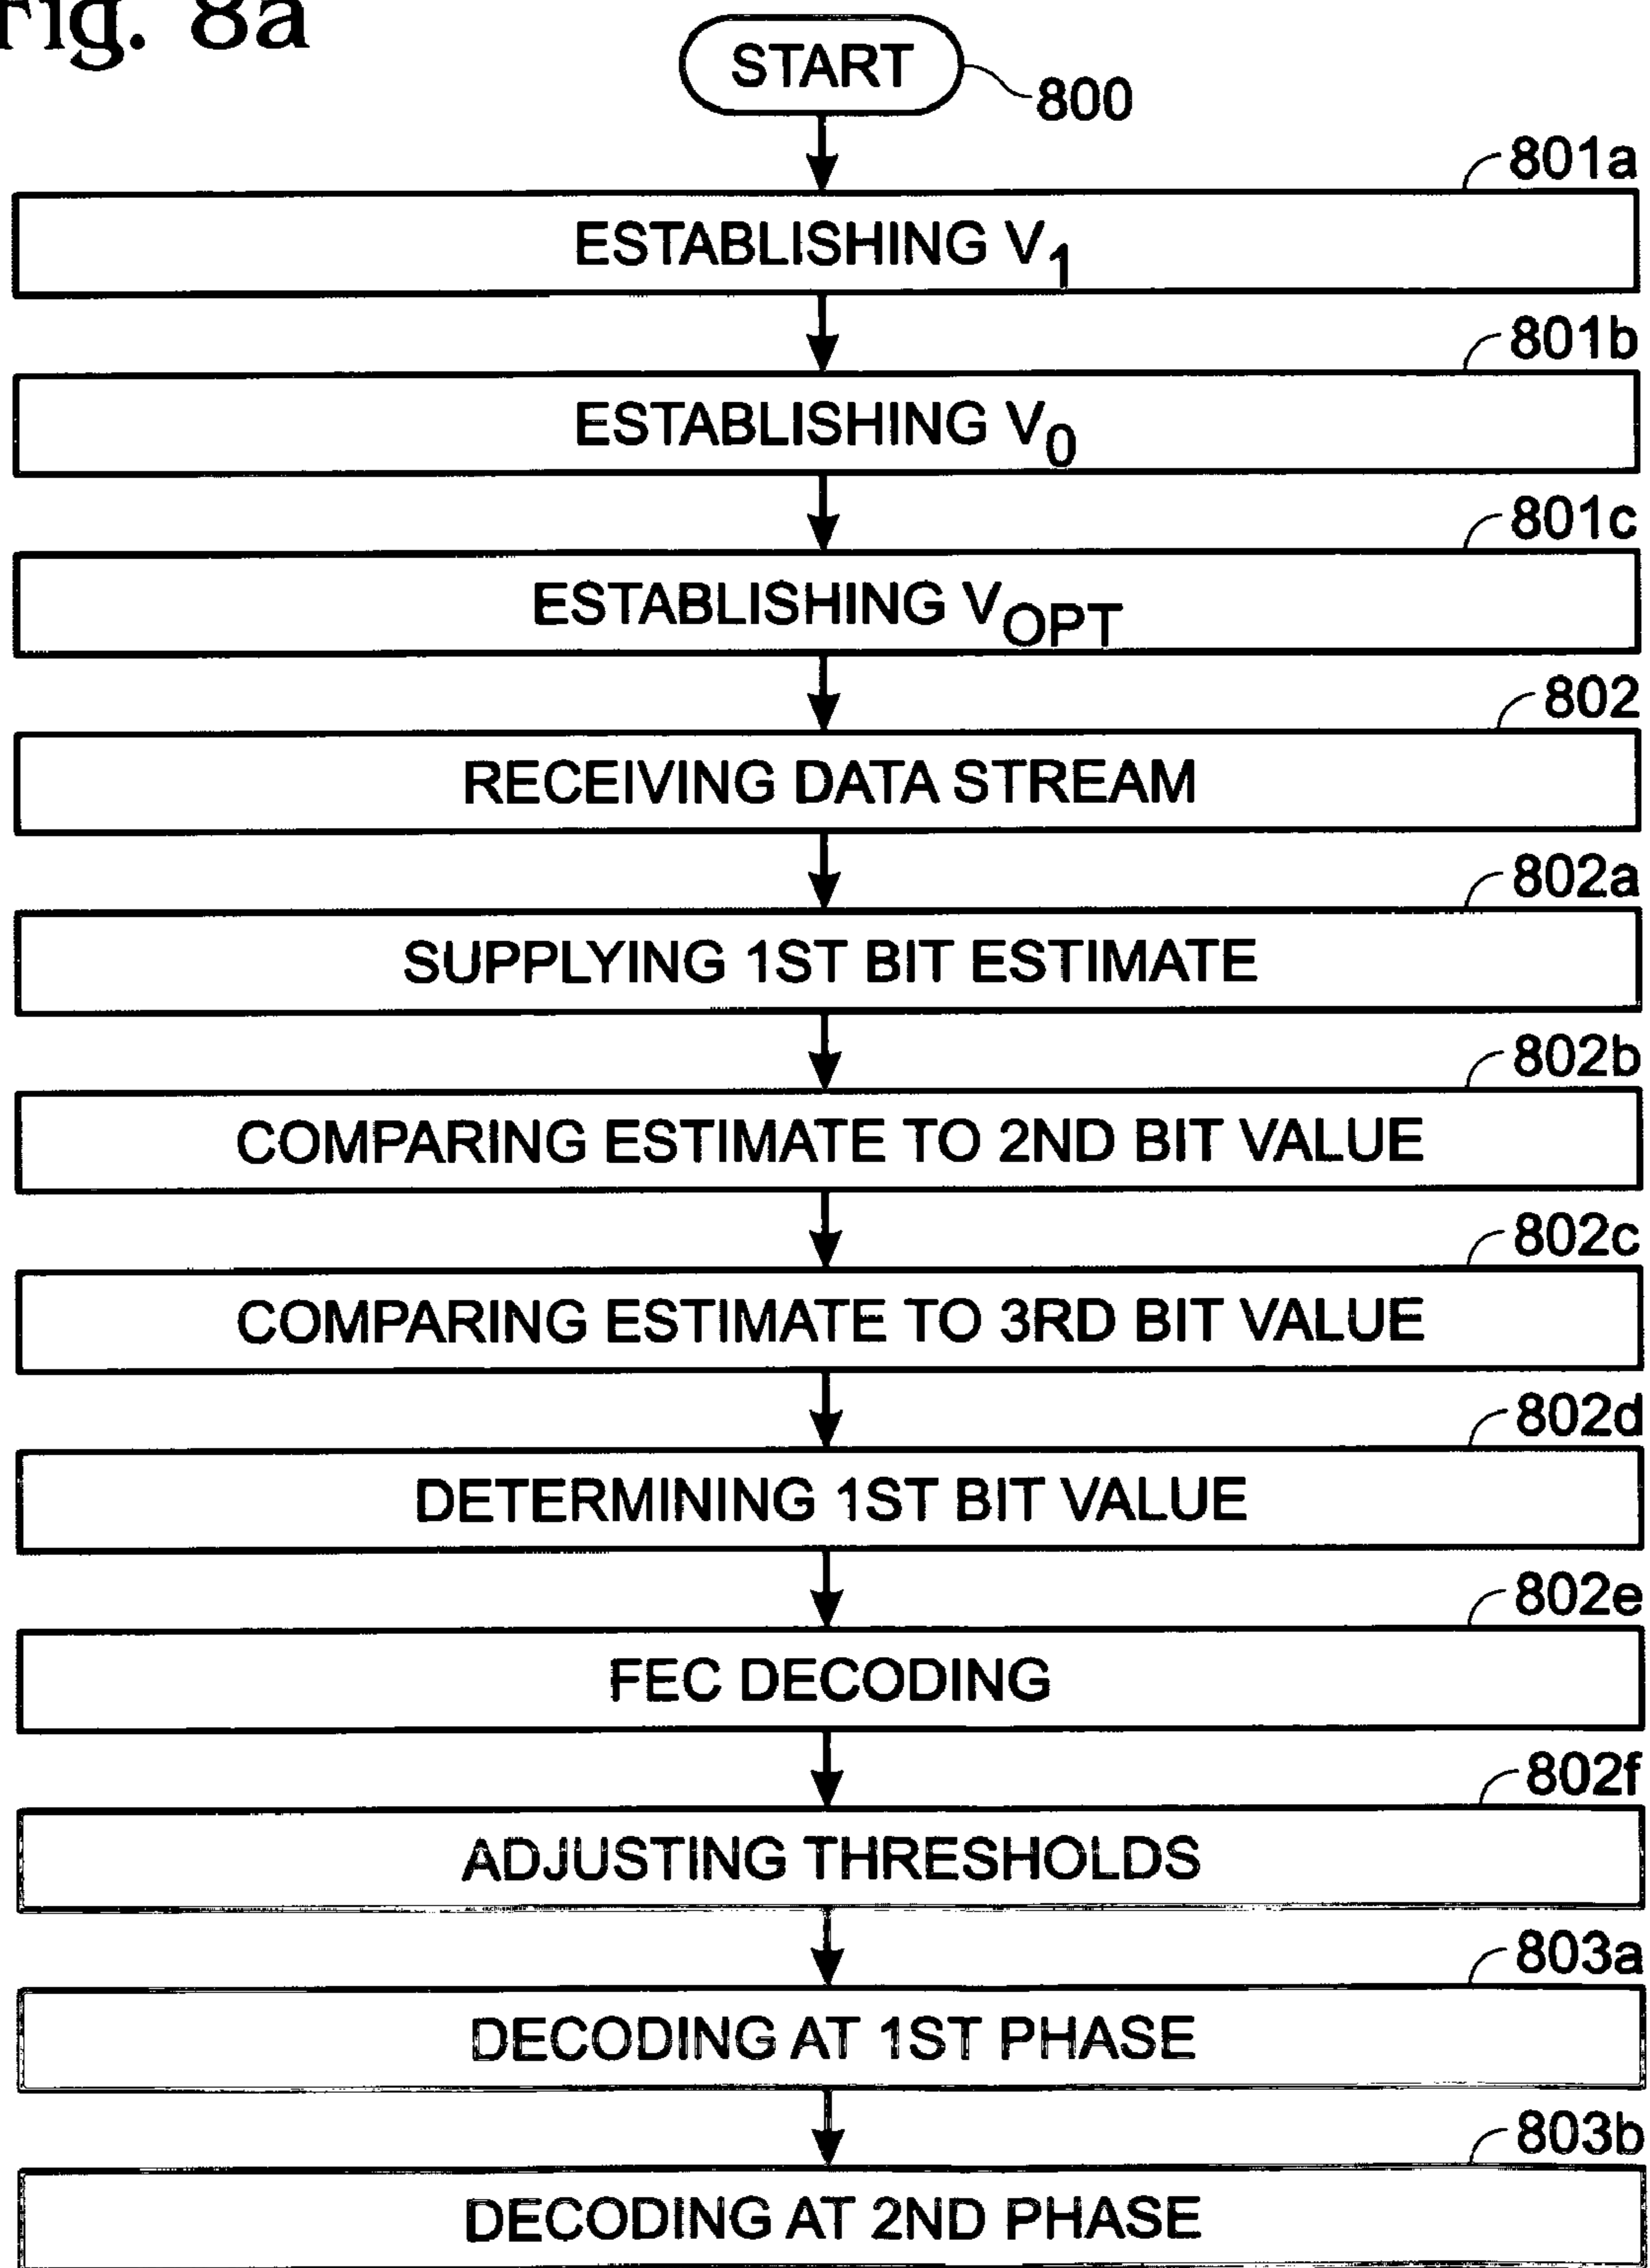 Fig. 8a
START
800
801a
ESTABLISHING V1
801b
ESTABLISHING V0
801c
ESTABLISHING VOPT
802
RECEIVING DATA STREAM
802a
SUPPLYING 1ST BIT ESTIMATE
802b
COMPARING ESTIMATE TO 2ND BIT VALUE
802c
COMPARING ESTIMATE TO 3RD BIT VALUE
802d
DETERMINING 1ST BIT VALUE
802e
FEC DECODING
802f
ADJUSTING THRESHOLDS
803a
DECODING AT 1ST PHASE
803b
DECODING AT 2ND PHASE